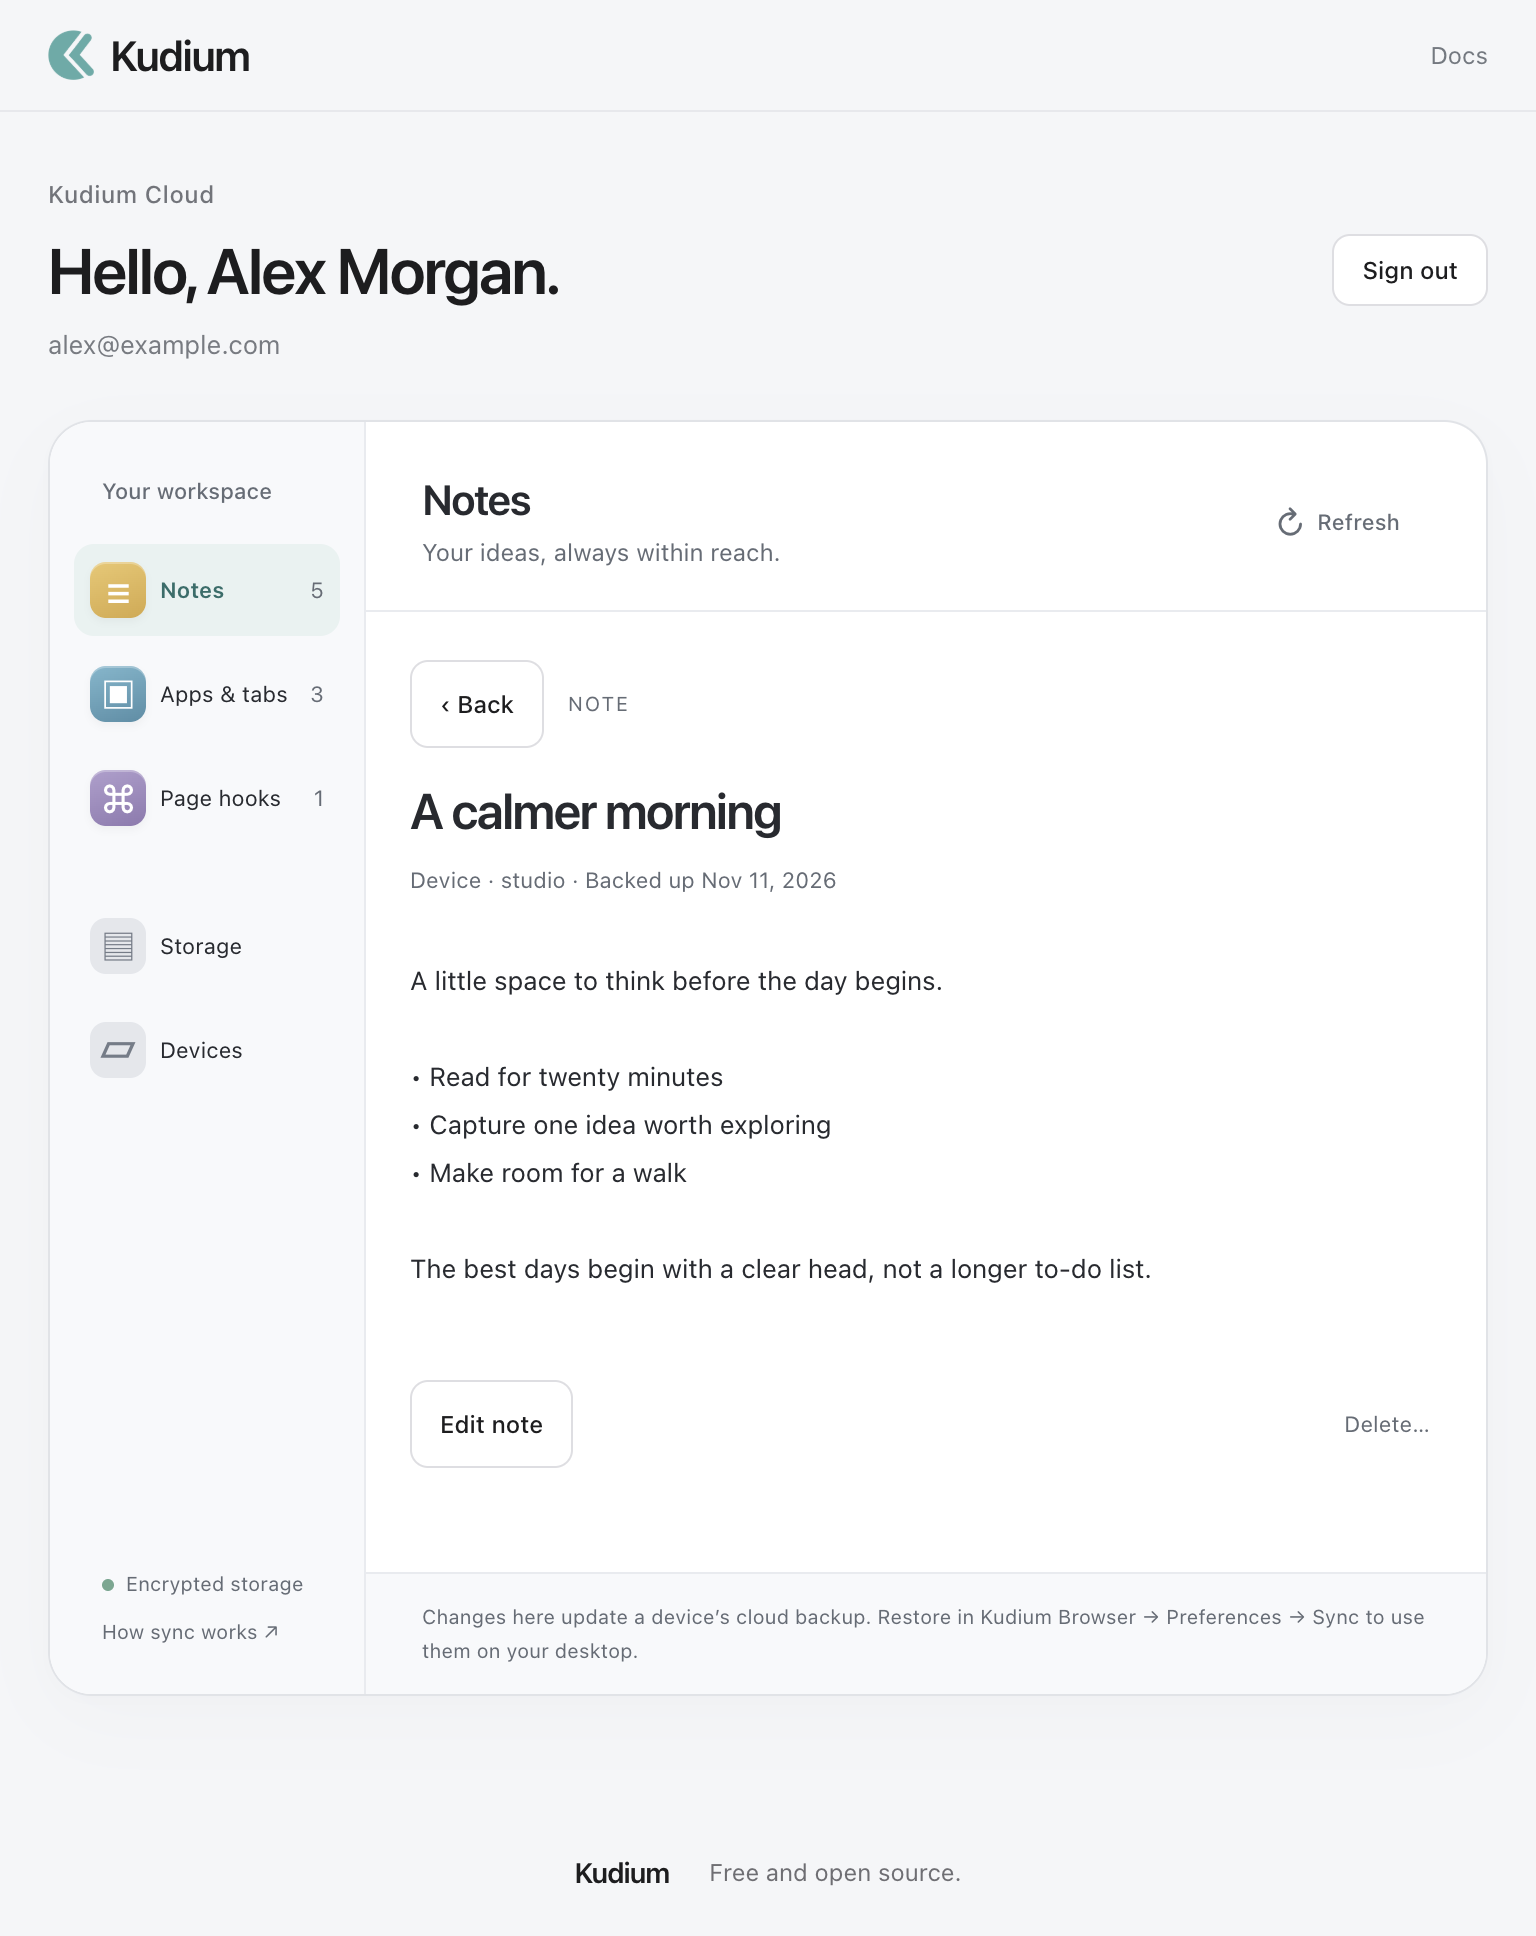 Kudium
Docs
Kudium Cloud
Hello, Alex Morgan.
Sign out
alex@example.com
Your workspace
Notes 5
Apps & tabs 3
Page hooks 1
Storage
Devices
Encrypted storage
How sync works ↗
Notes
Your ideas, always within reach.
Refresh
‹ Back
NOTE
A calmer morning
Device · studio · Backed up Nov 11, 2026
A little space to think before the day begins.
• Read for twenty minutes
• Capture one idea worth exploring
• Make room for a walk
The best days begin with a clear head, not a longer to-do list.
Edit note
Delete…
Changes here update a device’s cloud backup. Restore in Kudium Browser → Preferences → Sync to use
them on your desktop.
Kudium
Free and open source.